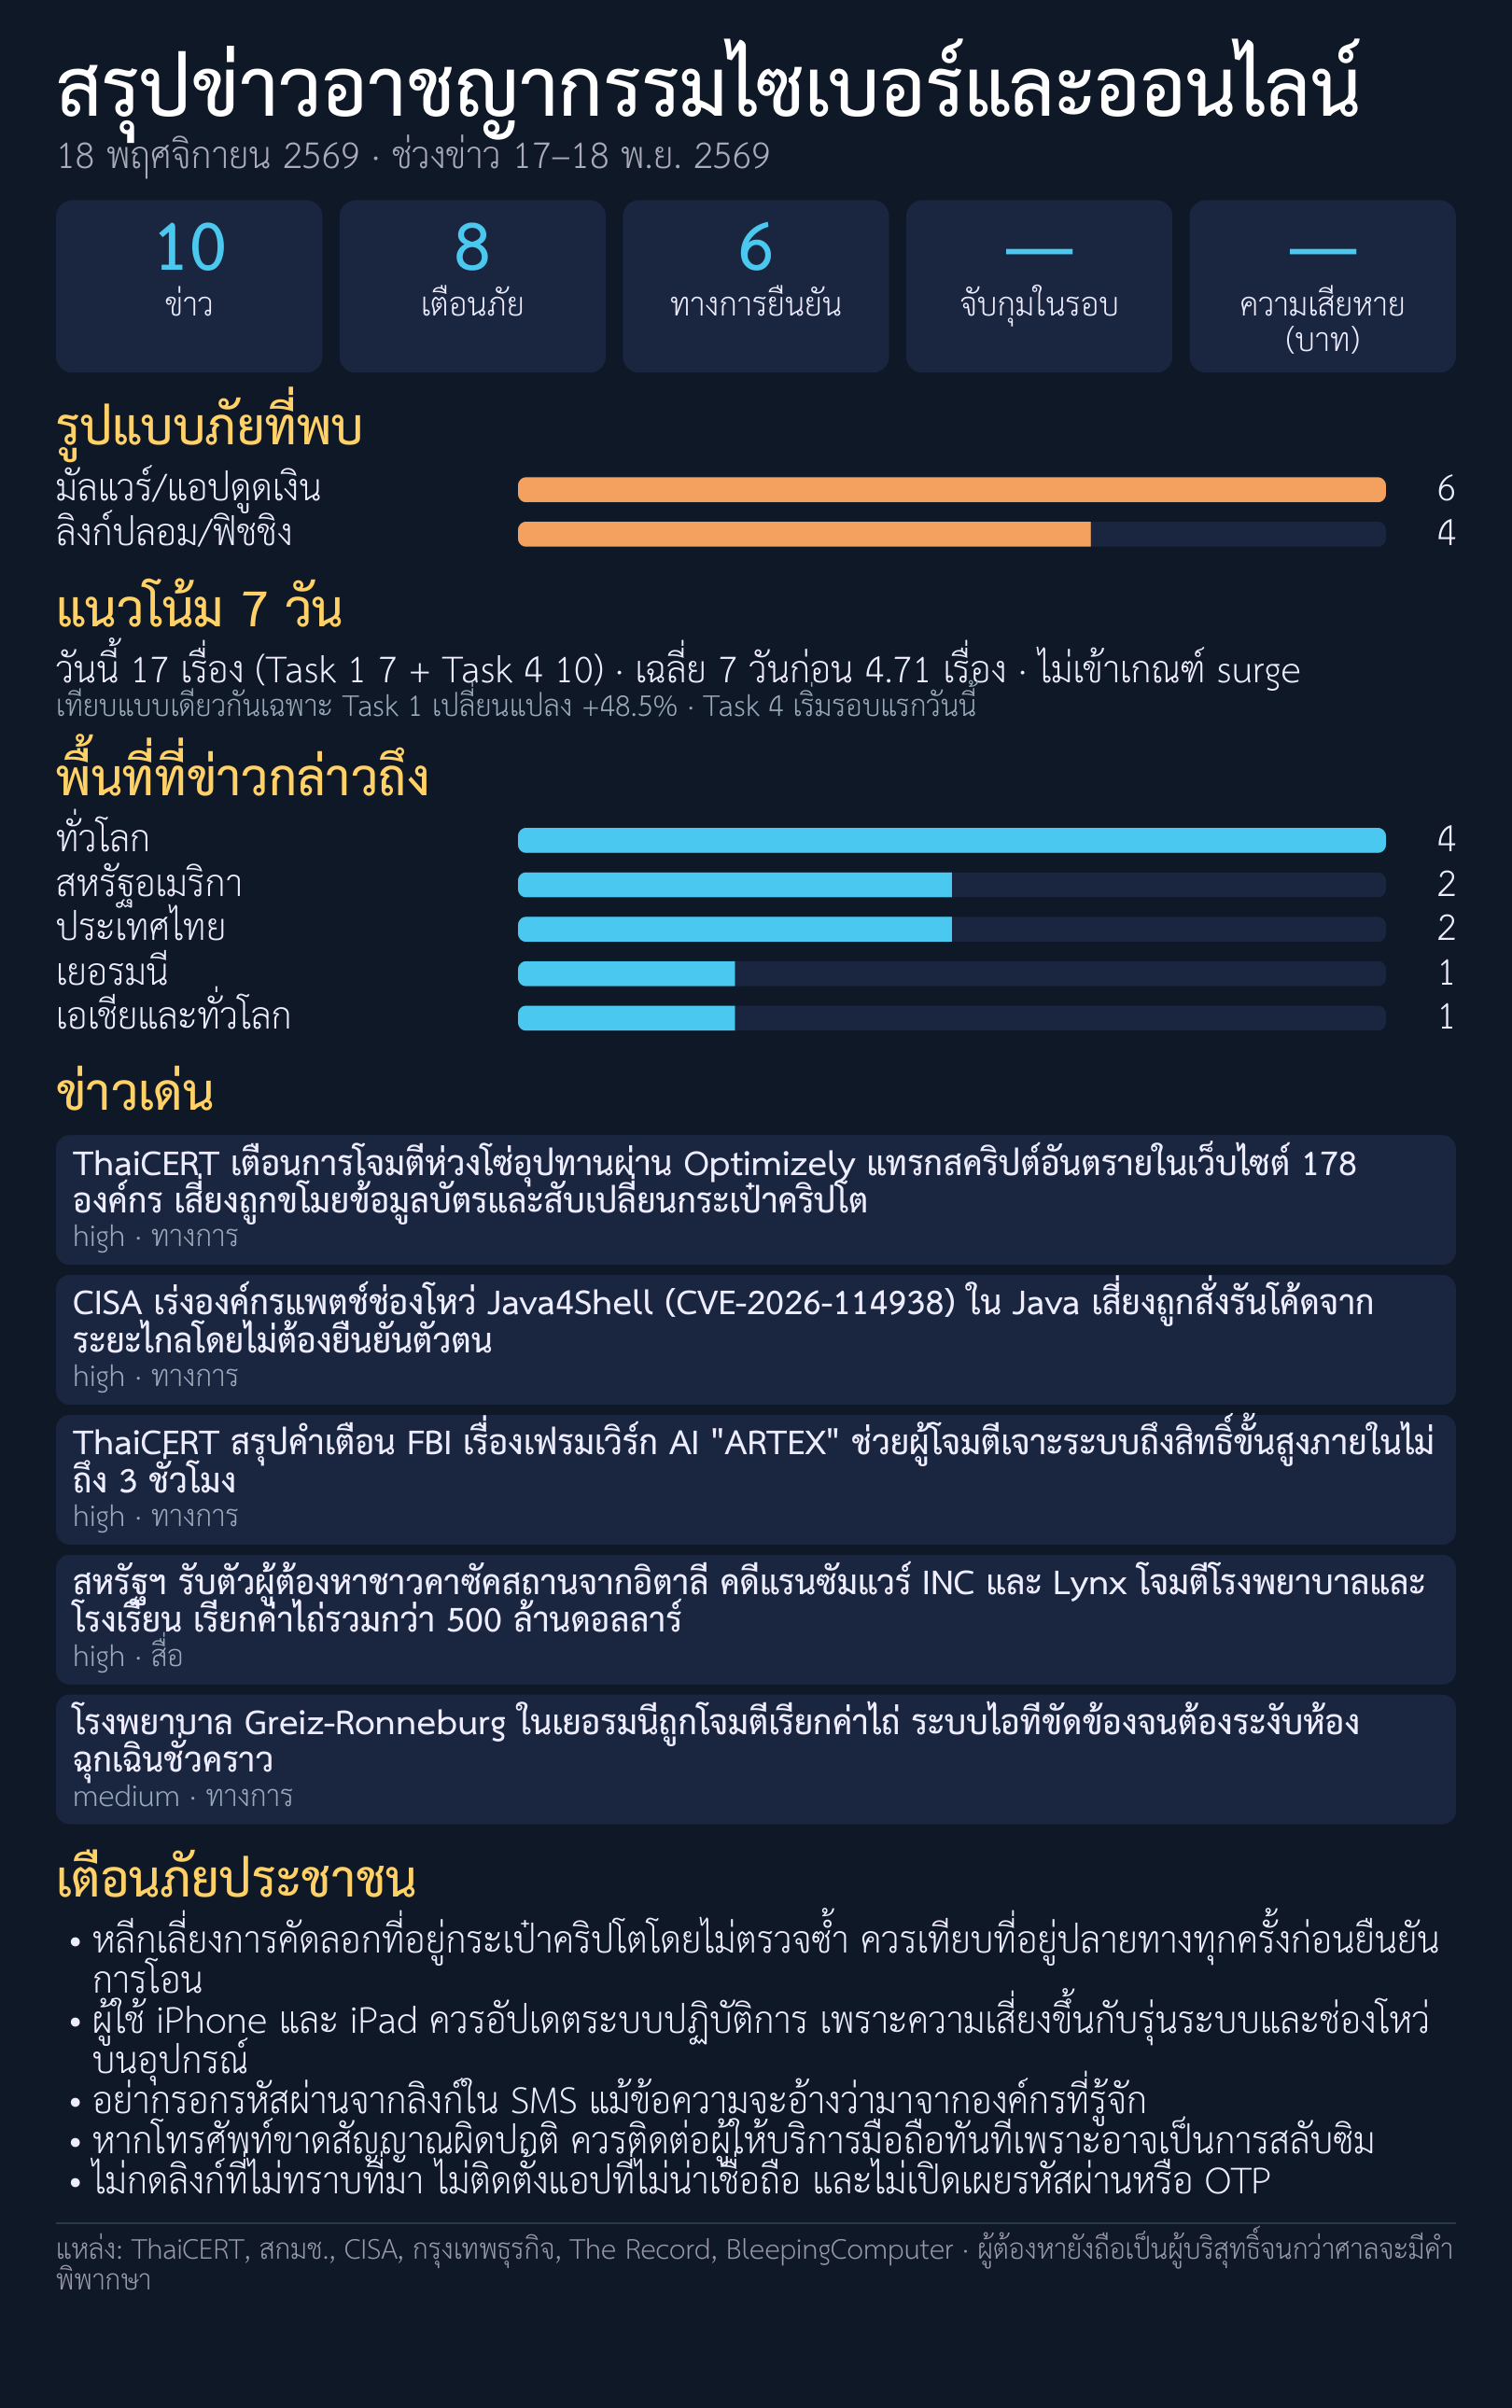 สรุปข่าวอาชญากรรมไซเบอร์และออนไลน์
18 พฤศจิกายน 2569 · ช่วงข่าว 17–18 พ.ย. 2569
10
ข่าว
8
เตือนภัย
6
ทางการยืนยัน
—
จับกุมในรอบ
—
ความเสียหาย
(บาท)
รูปแบบภัยที่พบ
มัลแวร์/แอปดูดเงิน 6
ลิงก์ปลอม/ฟิชชิง 4
แนวโน้ม 7 วัน
วันนี้ 17 เรื่อง (Task 1 7 + Task 4 10) · เฉลี่ย 7 วันก่อน 4.71 เรื่อง · ไม่เข้าเกณฑ์ surge
เทียบแบบเดียวกันเฉพาะ Task 1 เปลี่ยนแปลง +48.5% · Task 4 เริ่มรอบแรกวันนี้
พื้นที่ที่ข่าวกล่าวถึง
ทั่วโลก 4
สหรัฐอเมริกา 2
ประเทศไทย 2
เยอรมนี 1
เอเชียและทั่วโลก 1
ข่าวเด่น
ThaiCERT เตือนการโจมตีห่วงโซ่อุปทานผ่าน Optimizely แทรกสคริปต์อันตรายในเว็บไซต์ 178
องค์กร เสี่ยงถูกขโมยข้อมูลบัตรและสับเปลี่ยนกระเป๋าคริปโต
high · ทางการ
CISA เร่งองค์กรแพตช์ช่องโหว่ Java4Shell (CVE-2026-114938) ใน Java เสี่ยงถูกสั่งรันโค้ดจาก
ระยะไกลโดยไม่ต้องยืนยันตัวตน
high · ทางการ
ThaiCERT สรุปคำเตือน FBI เรื่องเฟรมเวิร์ก AI "ARTEX" ช่วยผู้โจมตีเจาะระบบถึงสิทธิ์ขั้นสูงภายในไม่
ถึง 3 ชั่วโมง
high · ทางการ
สหรัฐฯ รับตัวผู้ต้องหาชาวคาซัคสถานจากอิตาลี คดีแรนซัมแวร์ INC และ Lynx โจมตีโรงพยาบาลและ
โรงเรียน เรียกค่าไถ่รวมกว่า 500 ล้านดอลลาร์
high · สื่อ
โรงพยาบาล Greiz-Ronneburg ในเยอรมนีถูกโจมตีเรียกค่าไถ่ ระบบไอทีขัดข้องจนต้องระงับห้อง
ฉุกเฉินชั่วคราว
medium · ทางการ
เตือนภัยประชาชน
• หลีกเลี่ยงการคัดลอกที่อยู่กระเป๋าคริปโตโดยไม่ตรวจซ้ำ ควรเทียบที่อยู่ปลายทางทุกครั้งก่อนยืนยัน
การโอน
• ผู้ใช้ iPhone และ iPad ควรอัปเดตระบบปฏิบัติการ เพราะความเสี่ยงขึ้นกับรุ่นระบบและช่องโหว่
บนอุปกรณ์
• อย่ากรอกรหัสผ่านจากลิงก์ใน SMS แม้ข้อความจะอ้างว่ามาจากองค์กรที่รู้จัก
• หากโทรศัพท์ขาดสัญญาณผิดปกติ ควรติดต่อผู้ให้บริการมือถือทันทีเพราะอาจเป็นการสลับซิม
• ไม่กดลิงก์ที่ไม่ทราบที่มา ไม่ติดตั้งแอปที่ไม่น่าเชื่อถือ และไม่เปิดเผยรหัสผ่านหรือ OTP
แหล่ง: ThaiCERT, สกมช., CISA, กรุงเทพธุรกิจ, The Record, BleepingComputer · ผู้ต้องหายังถือเป็นผู้บริสุทธิ์จนกว่าศาลจะมีคำ
พิพากษา